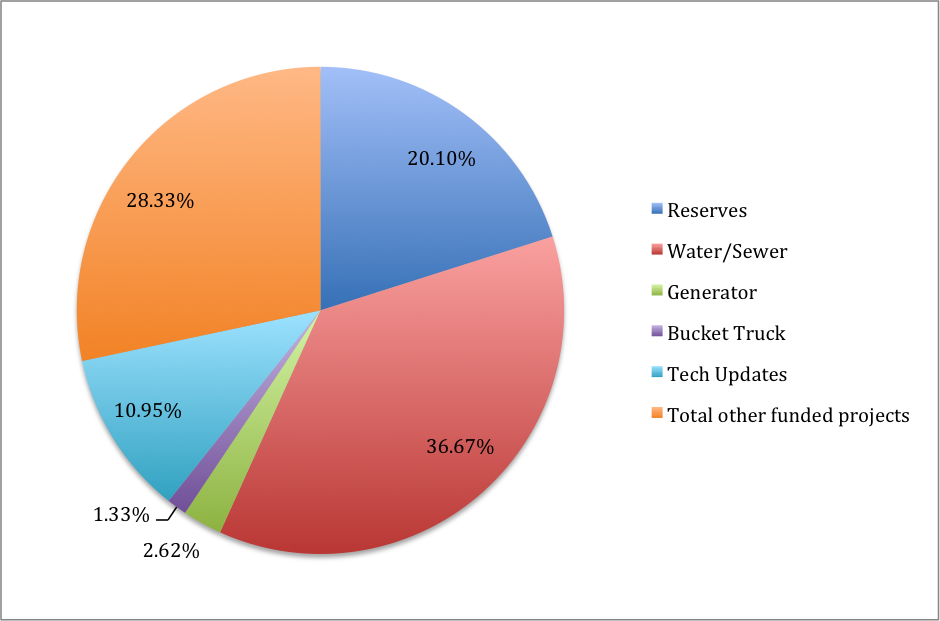 20.10%
28.33%
Reserves
Water/Sewer
Generator
Bucket Truck
Tech Updates
10.95%
Total other funded projects
36.67%
1.33%
2.62%